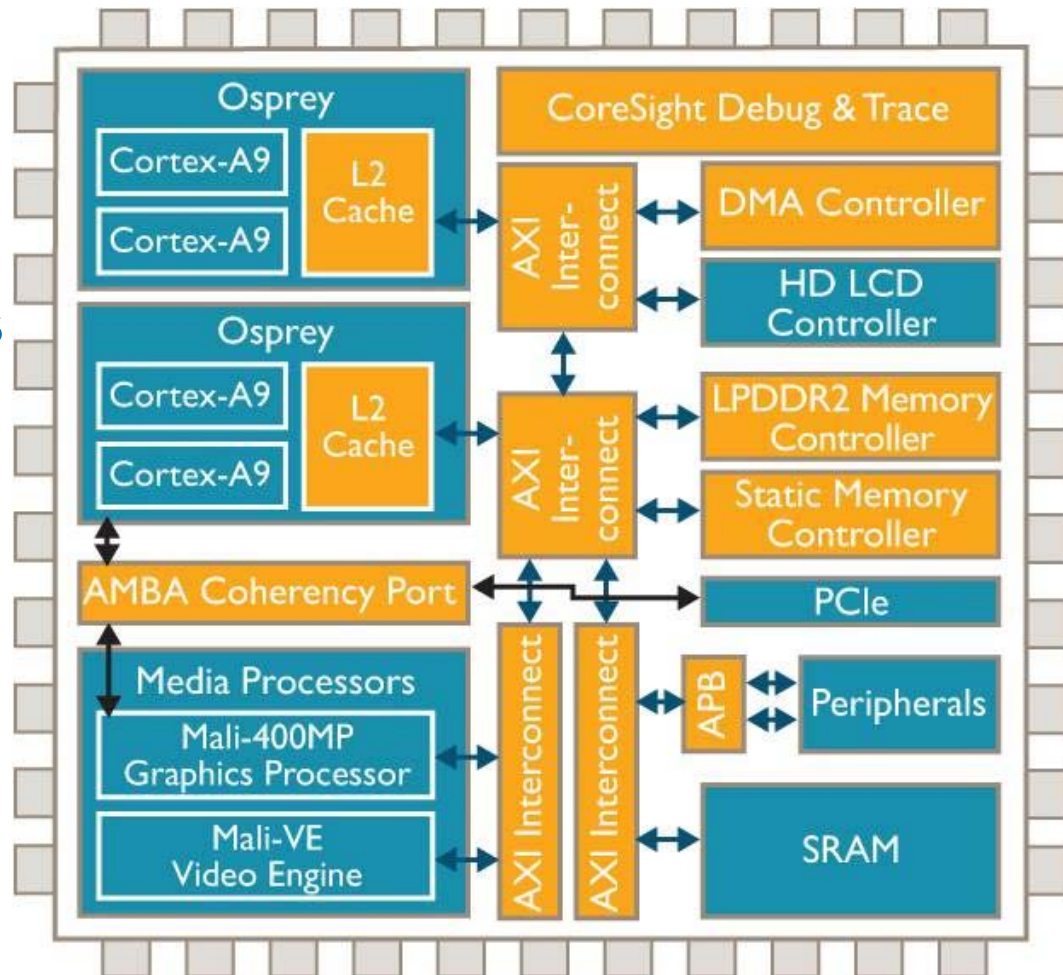 Osprey
Cortex-A9
Cortex-A9
L2
Cache
CoreSight Debug & Trace
AXI
Inter-
connect
DMA Controller
HD LCD
Controller
Osprey
Cortex-A9
Cortex-A9
L2
Cache
AXI
Inter-
connect
LPDDR2 Memory
Controller
Static Memory
Controller
AMBA Coherency Port
PCIe
Media Processors
Mali-400MP
Graphics Processor
Mali-VE
Video Engine
AXI Interconnect
AXI Interconnect
APB
Peripherals
SRAM